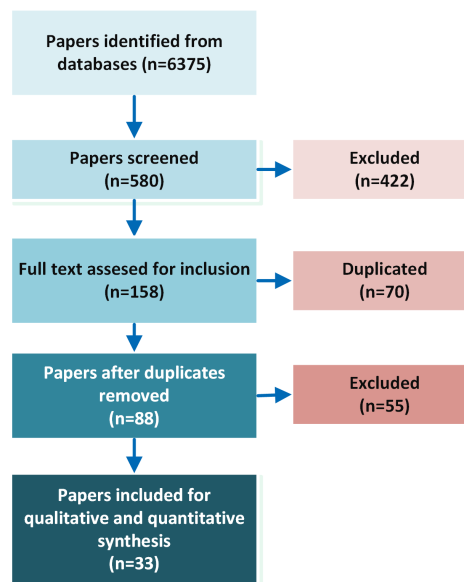 Papers identified from
databases (n=6375)
Papers screened
(n=580)
Excluded
(n=422)
Full text assesed for inclusion
(n=158)
Duplicated
(n=70)
Papers after duplicates
removed
(n=88)
Excluded
(n=55)
Papers included for
qualitative and quantitative
synthesis
(n=33)